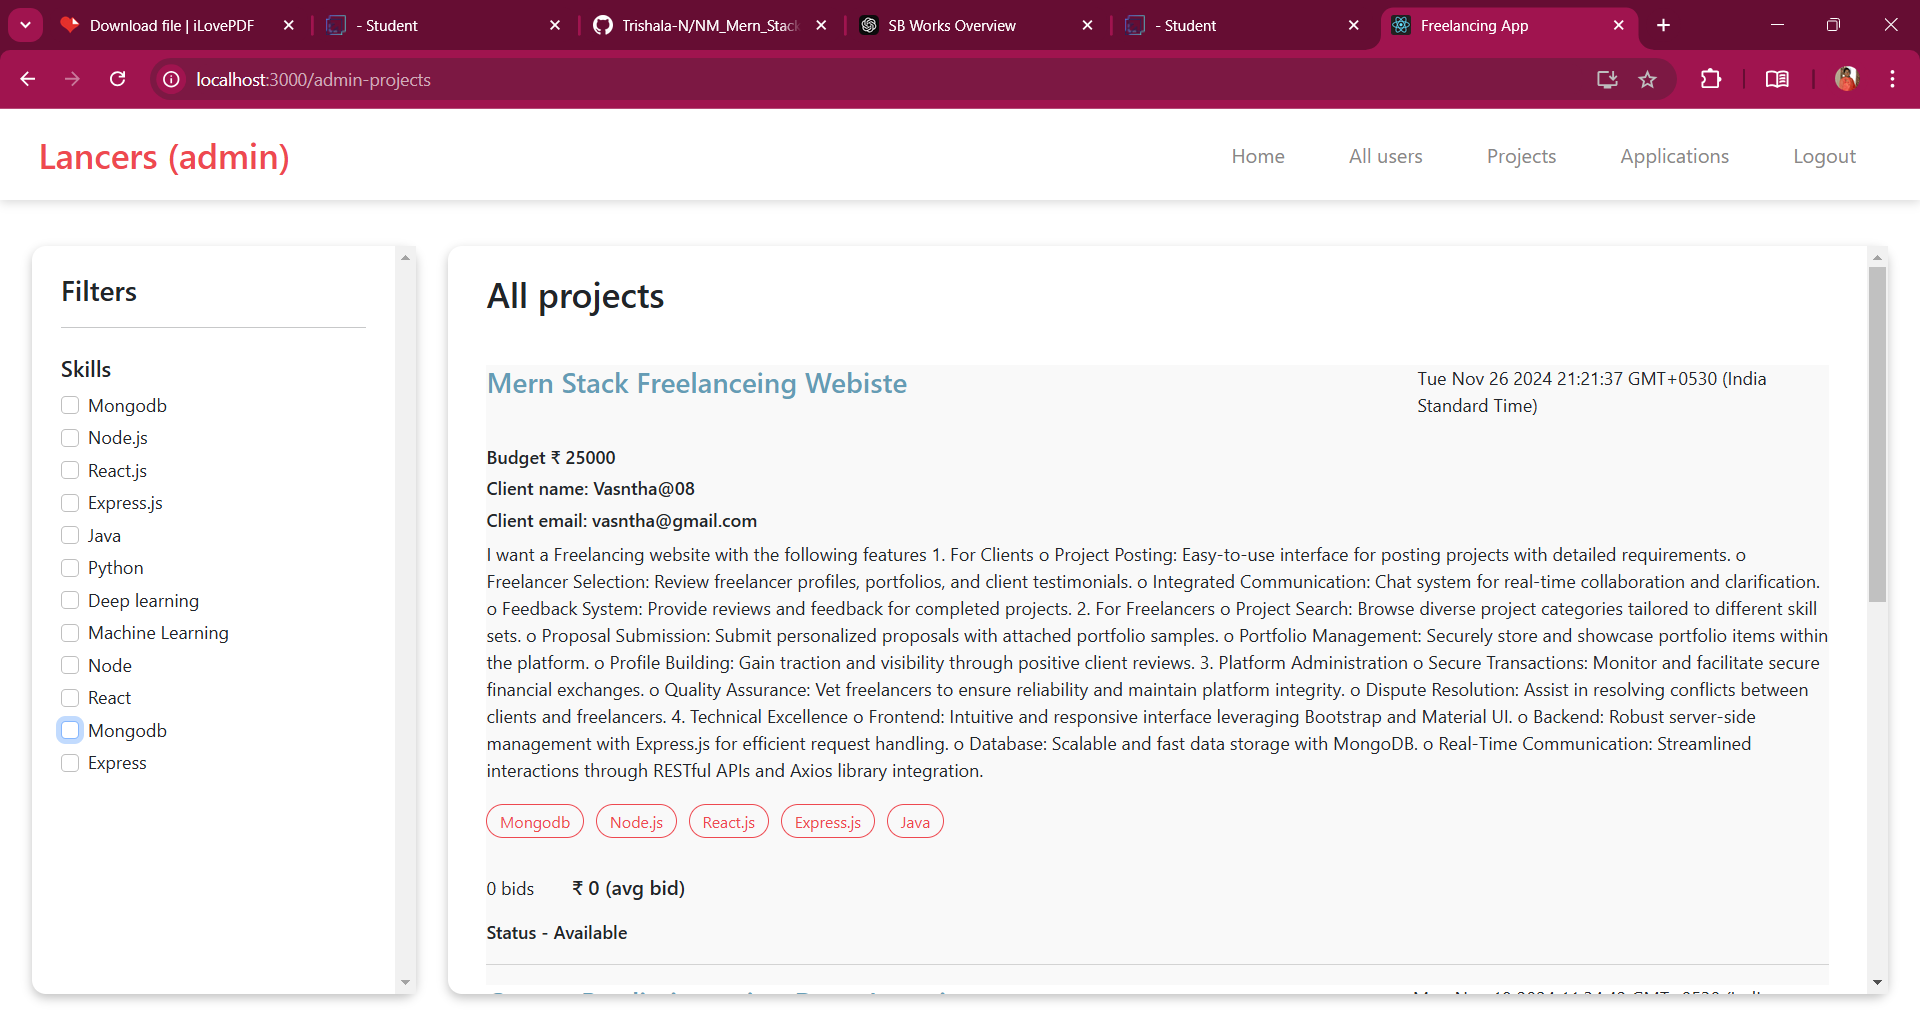 Download file | iLovePDF
- Student
Trishala-N/NM_Mern_Stack
SB Works Overview
- Student
Freelancing App
localhost:3000/admin-projects
Lancers (admin)
Home
All users
Projects
Applications
Logout
Filters
Skills
Mongodb
Node.js
React.js
Express.js
Java
Python
Deep learning
Machine Learning
Node
React
Mongodb
Express
All projects
Mern Stack Freelanceing Webiste
Tue Nov 26 2024 21:21:37 GMT+0530 (India
Standard Time)
Budget ₹ 25000
Client name: Vasntha@08
Client email: vasntha@gmail.com
I want a Freelancing website with the following features 1. For Clients o Project Posting: Easy-to-use interface for posting projects with detailed requirements. o
Freelancer Selection: Review freelancer profiles, portfolios, and client testimonials. o Integrated Communication: Chat system for real-time collaboration and clarification.
o Feedback System: Provide reviews and feedback for completed projects. 2. For Freelancers o Project Search: Browse diverse project categories tailored to different skill
sets. o Proposal Submission: Submit personalized proposals with attached portfolio samples. o Portfolio Management: Securely store and showcase portfolio items within
the platform. o Profile Building: Gain traction and visibility through positive client reviews. 3. Platform Administration o Secure Transactions: Monitor and facilitate secure
financial exchanges. o Quality Assurance: Vet freelancers to ensure reliability and maintain platform integrity. o Dispute Resolution: Assist in resolving conflicts between
clients and freelancers. 4. Technical Excellence o Frontend: Intuitive and responsive interface leveraging Bootstrap and Material UI. o Backend: Robust server-side
management with Express.js for efficient request handling. o Database: Scalable and fast data storage with MongoDB. o Real-Time Communication: Streamlined
interactions through RESTful APIs and Axios library integration.
Mongodb
Node.js
React.js
Express.js
Java
0 bids
₹ 0 (avg bid)
Status - Available